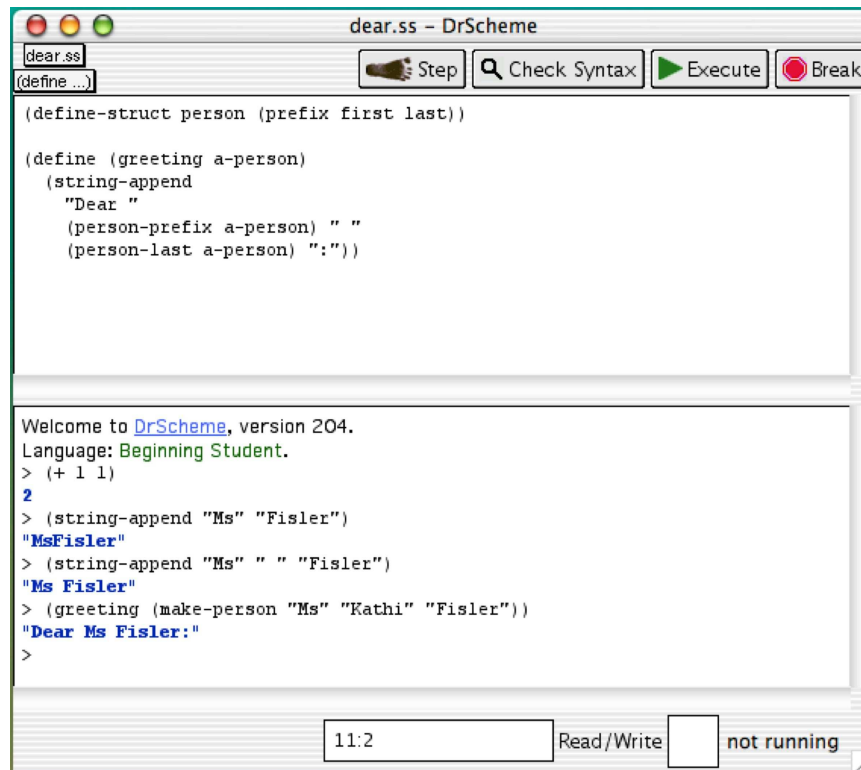 dear.ss – DrScheme
dear.ss
(define ...)
Step Check Syntax Execute Break
(define-struct person (prefix first last))
(define (greeting a-person)
(string-append
"Dear "
(person-prefix a-person) " "
(person-last a-person) ":"))
Welcome to DrScheme, version 204.
Language: Beginning Student.
> (+ 1 1)
2
> (string-append "Ms" "Fisler")
"MsFisler"
> (string-append "Ms" " " "Fisler")
"Ms Fisler"
> (greeting (make-person "Ms" "Kathi" "Fisler"))
"Dear Ms Fisler:"
>
11:2 Read/Write not running